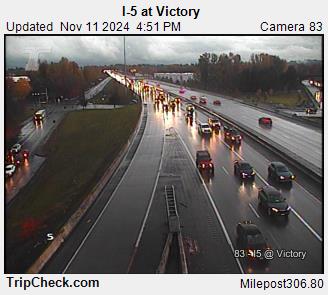 I-5 at Victory
Updated Nov 11 2024 4:51 PM Camera 83
83 - I5 @ Victory
TripCheck
TripCheck.com Milepost306.80